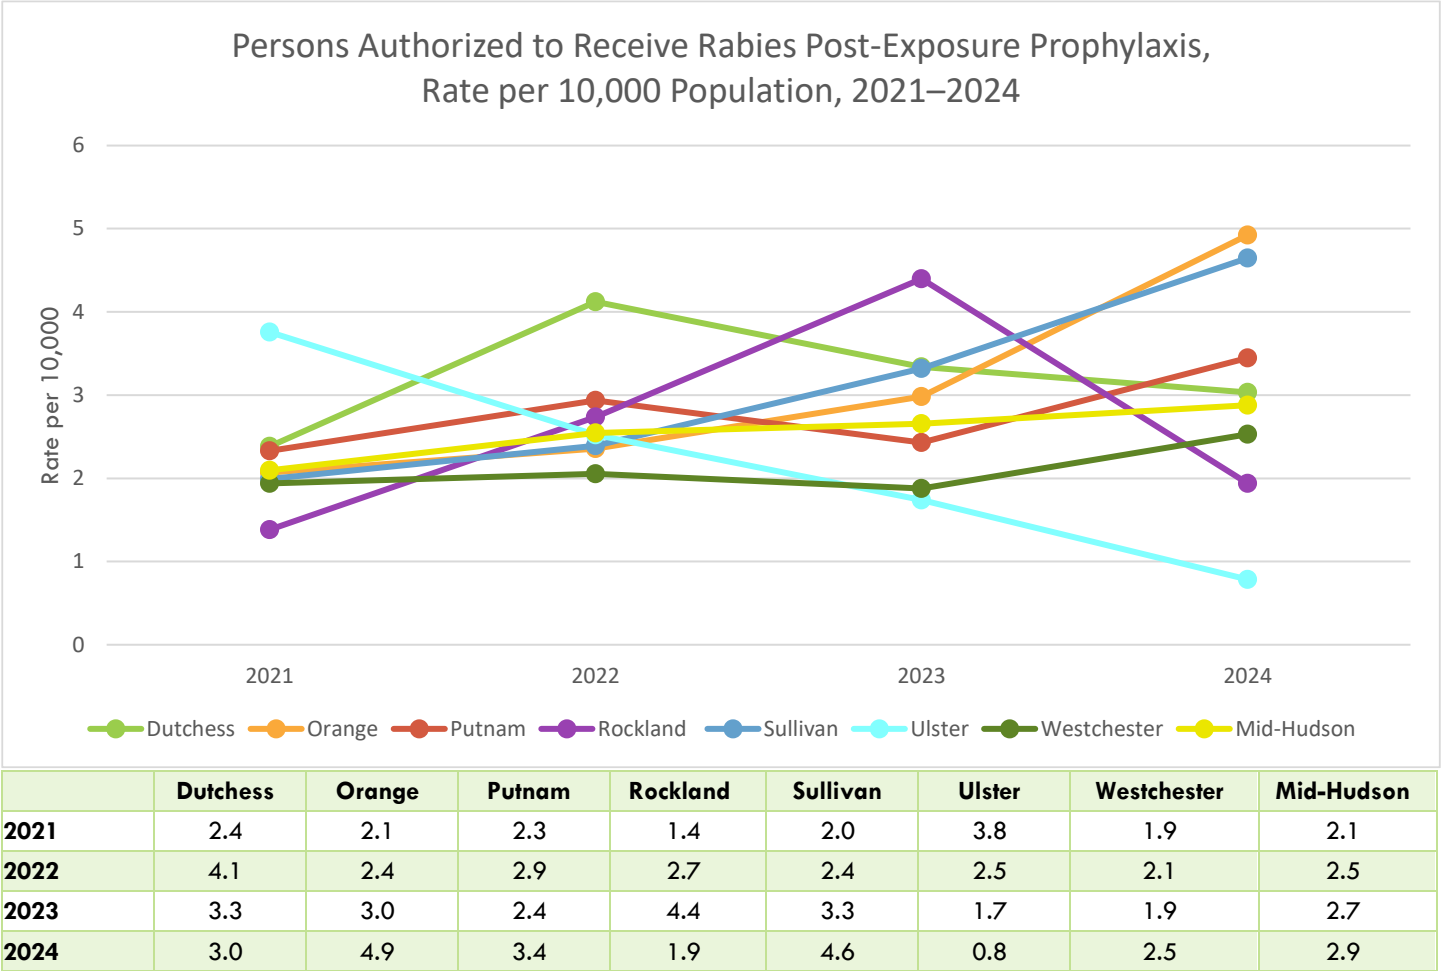 Persons Authorized to Receive Rabies Post-Exposure Prophylaxis,
Rate per 10,000 Population, 2021–2024
Rate per 10,000
6
5
4
3
2
1
0
2021 2022 2023 2024
Dutchess Orange Putnam Rockland Sullivan Ulster Westchester Mid-Hudson
Dutchess Orange Putnam Rockland Sullivan Ulster Westchester Mid-Hudson
2021 2.4 2.1 2.3 1.4 2.0 3.8 1.9 2.1
2022 4.1 2.4 2.9 2.7 2.4 2.5 2.1 2.5
2023 3.3 3.0 2.4 4.4 3.3 1.7 1.9 2.7
2024 3.0 4.9 3.4 1.9 4.6 0.8 2.5 2.9